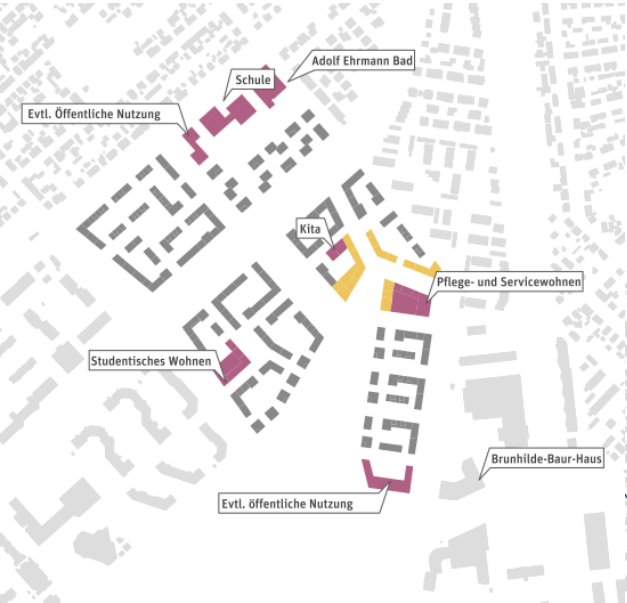 Adolf Ehrmann Bad
Schule
Evtl. Öffentliche Nutzung
Kita
Pflege- und Servicewohnen
Studentisches Wohnen
Brunhilde-Baur-Haus
Evtl. öffentliche Nutzung